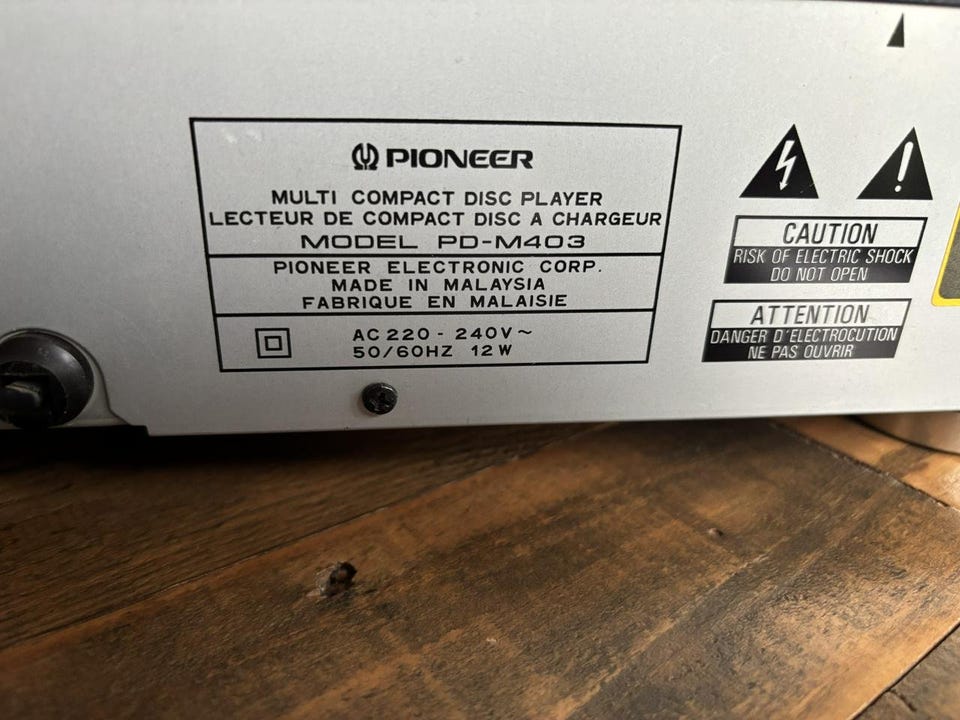 PIONEER
MULTI COMPACT DISC PLAYER
LECTEUR DE COMPACT DISC A CHARGEUR
MODEL PD-M403
PIONEER ELECTRONIC CORP.
MADE IN MALAYSIA
FABRIQUE EN MALAISIE
AC 220 - 240V ~
50/60HZ 12 W
CAUTION
RISK OF ELECTRIC SHOCK
DO NOT OPEN
ATTENTION
DANGER D'ELECTROCUTION
NE PAS OUVRIR